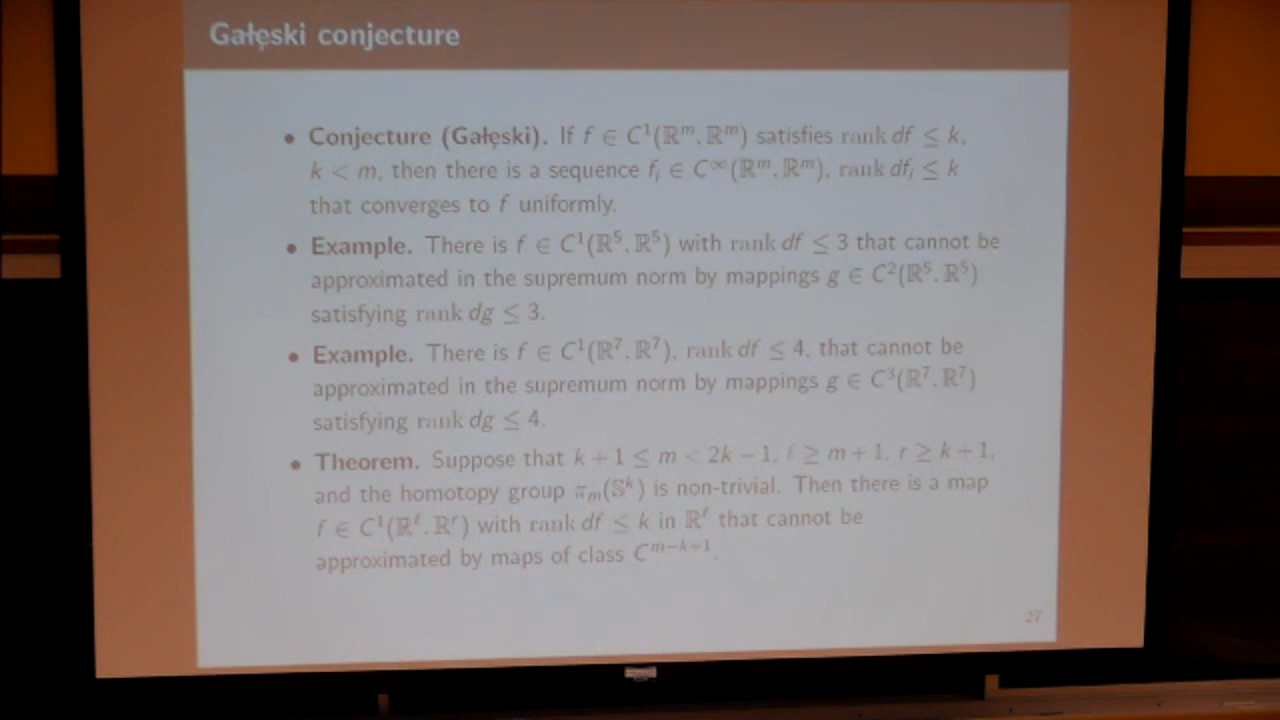 Gałęski conjecture
• Conjecture (Gałęski). If f ∈ C¹(ℝᵐ, ℝᵐ) satisfies rank df ≤ k,
k < m, then there is a sequence fᵢ ∈ C^∞(ℝᵐ, ℝᵐ), rank dfᵢ ≤ k
that converges to f uniformly.
• Example. There is f ∈ C¹(ℝ⁵, ℝ⁵) with rank df ≤ 3 that cannot be
approximated in the supremum norm by mappings g ∈ C²(ℝ⁵, ℝ⁵)
satisfying rank dg ≤ 3.
• Example. There is f ∈ C¹(ℝ⁷, ℝ⁷), rank df ≤ 4, that cannot be
approximated in the supremum norm by mappings g ∈ C³(ℝ⁷, ℝ⁷)
satisfying rank dg ≤ 4.
• Theorem. Suppose that k + 1 ≤ m < 2k − 1, ℓ ≥ m + 1, r ≥ k + 1,
and the homotopy group πₘ(𝕊ᵏ) is non-trivial. Then there is a map
f ∈ C¹(ℝ^ℓ, ℝʳ) with rank df ≤ k in ℝ^ℓ that cannot be
approximated by maps of class C^{m−k+1}.
27